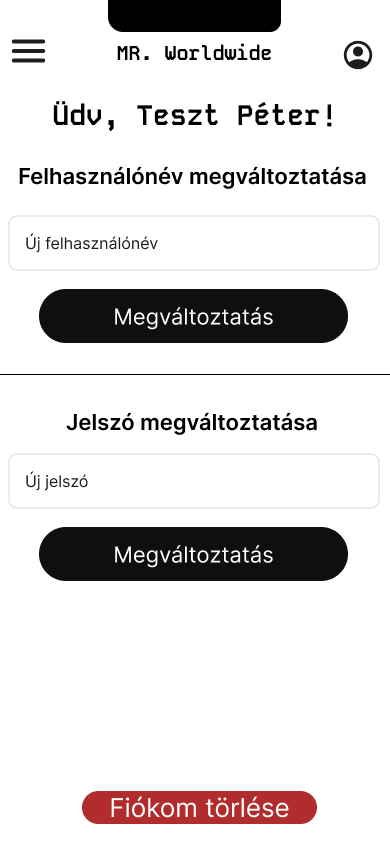 MR. Worldwide
Üdv, Teszt Péter!
Felhasználónév megváltoztatása
Új felhasználónév
Megváltoztatás
Jelszó megváltoztatása
Új jelszó
Megváltoztatás
Fiókom törlése